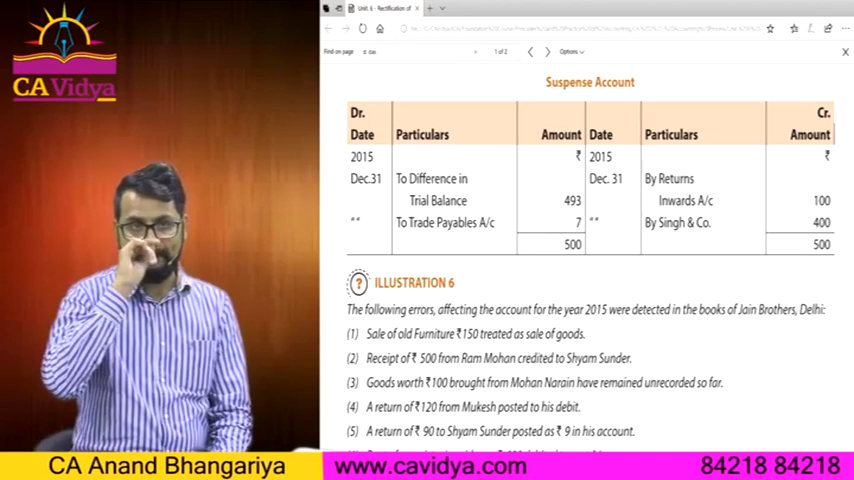 CAVidya
Unit 6 - Rectification of
Find on page
1 of 2
Options
Suspense Account
Dr. Cr.
Date Particulars Amount Date Particulars Amount
2015 ₹ 2015 ₹
Dec.31 To Difference in Dec. 31 By Returns
Trial Balance 493 Inwards A/c 100
"" To Trade Payables A/c 7 "" By Singh & Co. 400
500 500
? ILLUSTRATION 6
The following errors, affecting the account for the year 2015 were detected in the books of Jain Brothers, Delhi:
(1) Sale of old Furniture ₹150 treated as sale of goods.
(2) Receipt of ₹ 500 from Ram Mohan credited to Shyam Sunder.
(3) Goods worth ₹100 brought from Mohan Narain have remained unrecorded so far.
(4) A return of ₹120 from Mukesh posted to his debit.
(5) A return of ₹ 90 to Shyam Sunder posted as ₹ 9 in his account.
CA Anand Bhangariya
www.cavidya.com
84218 84218